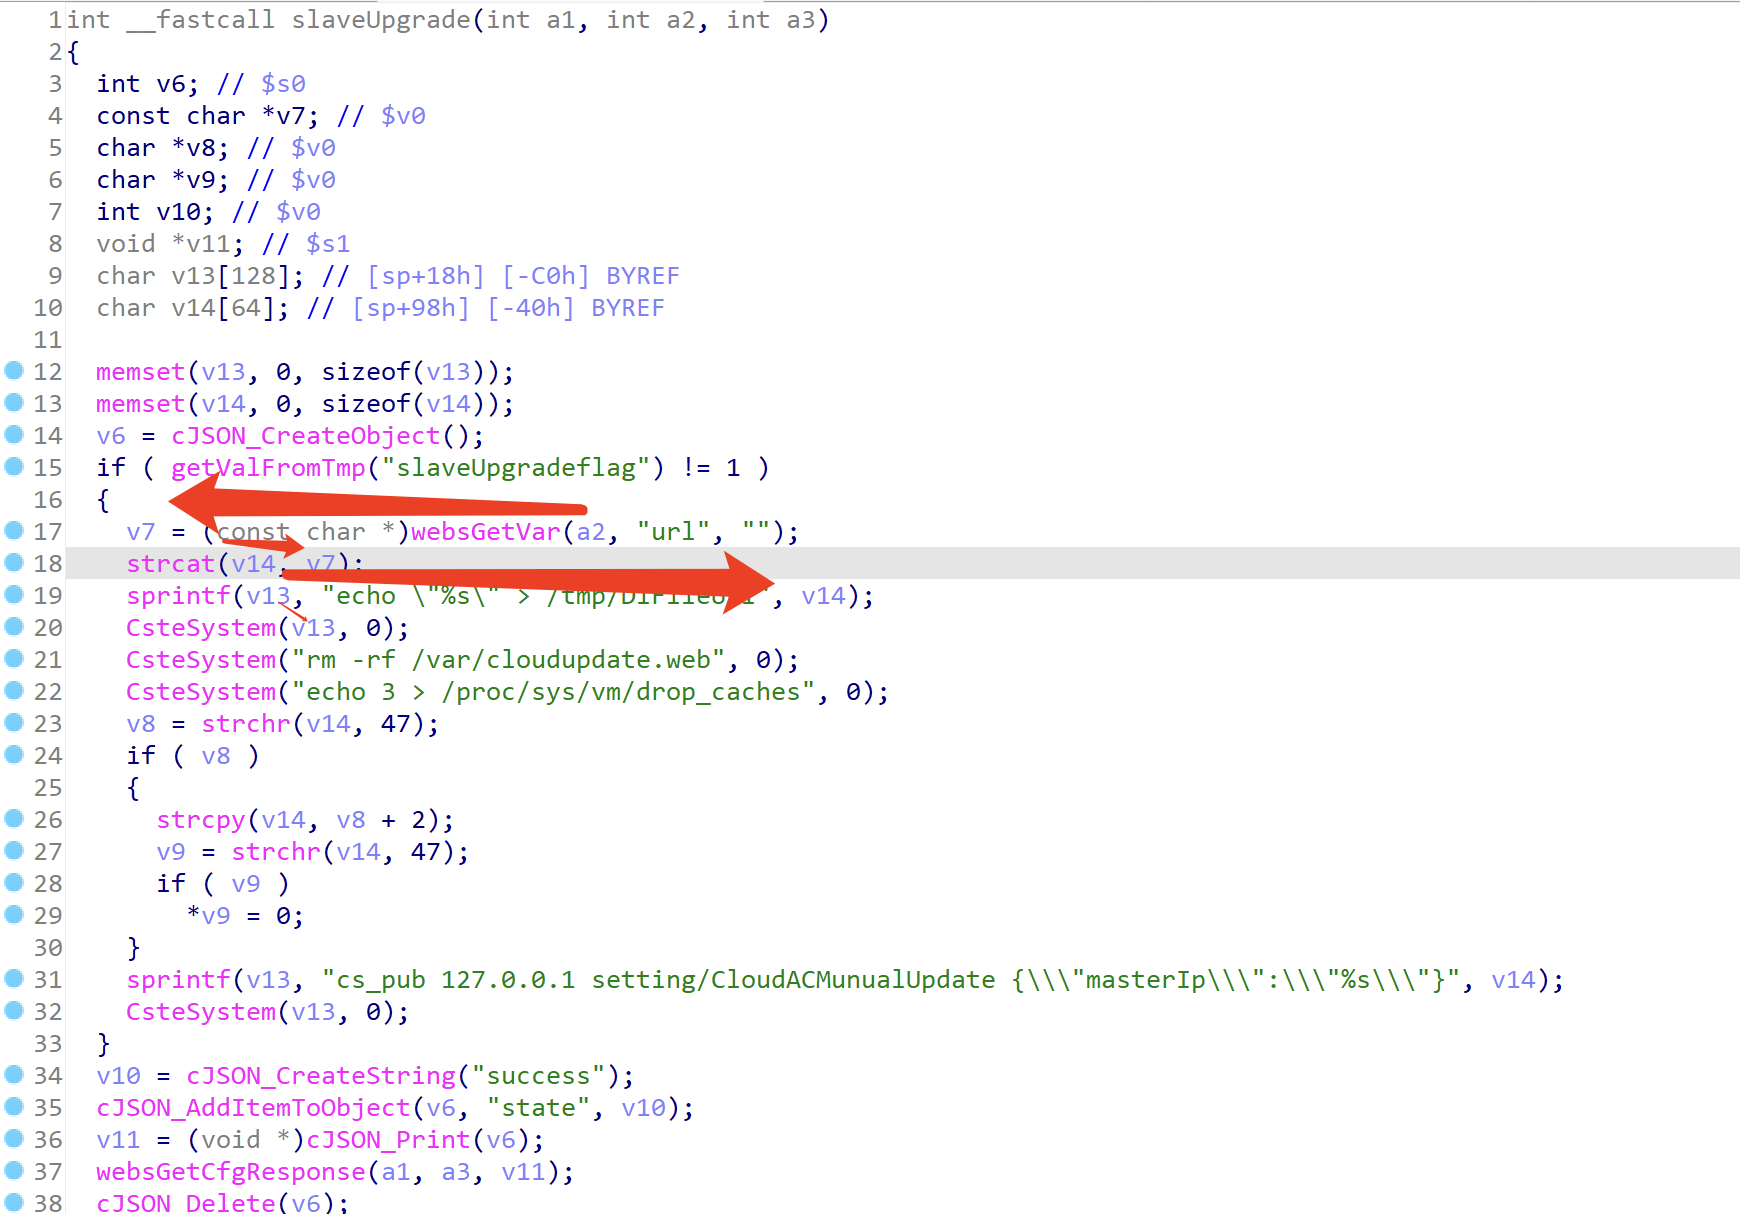 1 int __fastcall slaveUpgrade(int a1, int a2, int a3)
2 {
3 int v6; // $s0
4 const char *v7; // $v0
5 char *v8; // $v0
6 char *v9; // $v0
7 int v10; // $v0
8 void *v11; // $s1
9 char v13[128]; // [sp+18h] [-C0h] BYREF
10 char v14[64]; // [sp+98h] [-40h] BYREF
11
12 memset(v13, 0, sizeof(v13));
13 memset(v14, 0, sizeof(v14));
14 v6 = cJSON_CreateObject();
15 if ( getValFromTmp("slaveUpgradeflag") != 1 )
16 {
17 v7 = (const char *)websGetVar(a2, "url", "");
18 strcat(v14, v7);
19 sprintf(v13, "echo \"%s\" > ", v14);
20 CsteSystem(v13, 0);
21 CsteSystem("rm -rf /var/cloudupdate.web", 0);
22 CsteSystem("echo 3 > /proc/sys/vm/drop_caches", 0);
23 v8 = strchr(v14, 47);
24 if ( v8 )
25 {
26 strcpy(v14, v8 + 2);
27 v9 = strchr(v14, 47);
28 if ( v9 )
29 *v9 = 0;
30 }
31 sprintf(v13, "cs_pub 127.0.0.1 setting/CloudACMunualUpdate {\\\"masterIp\\\":\\\"%s\\\"}", v14);
32 CsteSystem(v13, 0);
33 }
34 v10 = cJSON_CreateString("success");
35 cJSON_AddItemToObject(v6, "state", v10);
36 v11 = (void *)cJSON_Print(v6);
37 websGetCfgResponse(a1, a3, v11);
38 cJSON_Delete(v6);